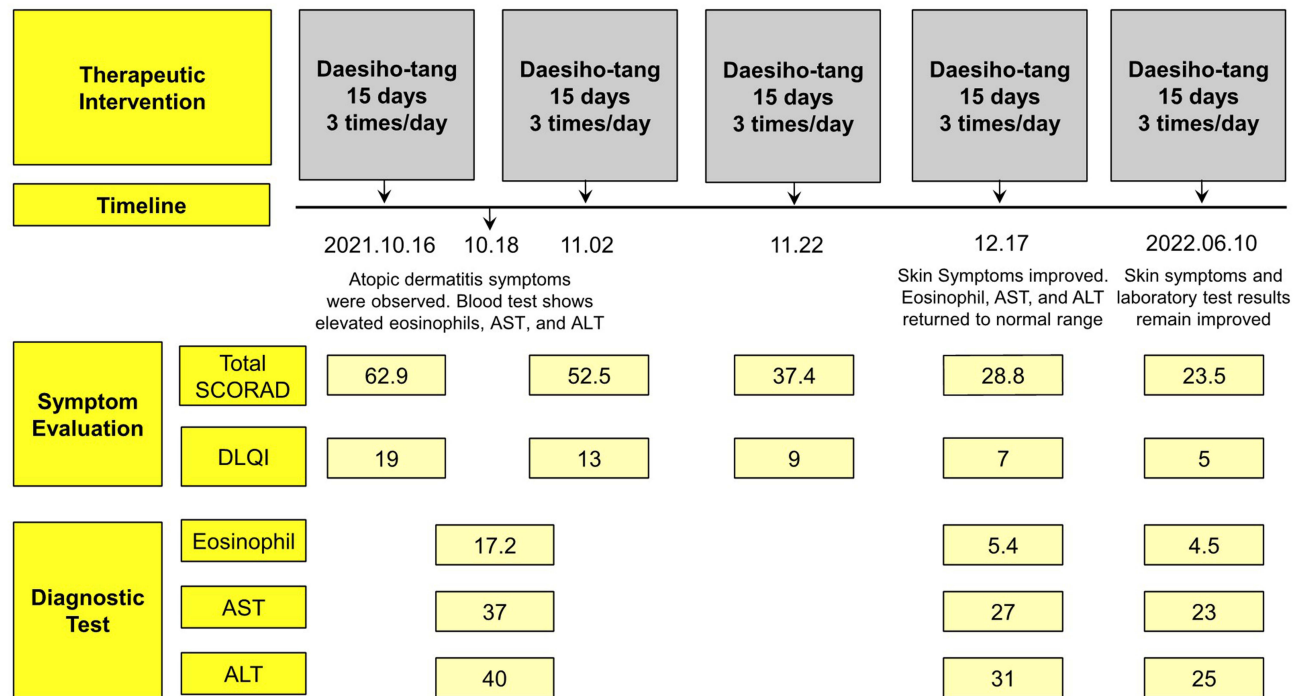 Therapeutic
Intervention
Daesiho-tang
15 days
3 times/day
Daesiho-tang
15 days
3 times/day
Daesiho-tang
15 days
3 times/day
Daesiho-tang
15 days
3 times/day
Daesiho-tang
15 days
3 times/day
Timeline
2021.10.16
10.18
11.02
11.22
12.17
2022.06.10
Atopic dermatitis symptoms
were observed. Blood test shows
elevated eosinophils, AST, and ALT
Skin Symptoms improved.
Eosinophil, AST, and ALT
returned to normal range
Skin symptoms and
laboratory test results
remain improved
Symptom
Evaluation
Total
SCORAD
62.9
52.5
37.4
28.8
23.5
DLQI
19
13
9
7
5
Diagnostic
Test
Eosinophil
17.2
5.4
4.5
AST
37
27
23
ALT
40
31
25